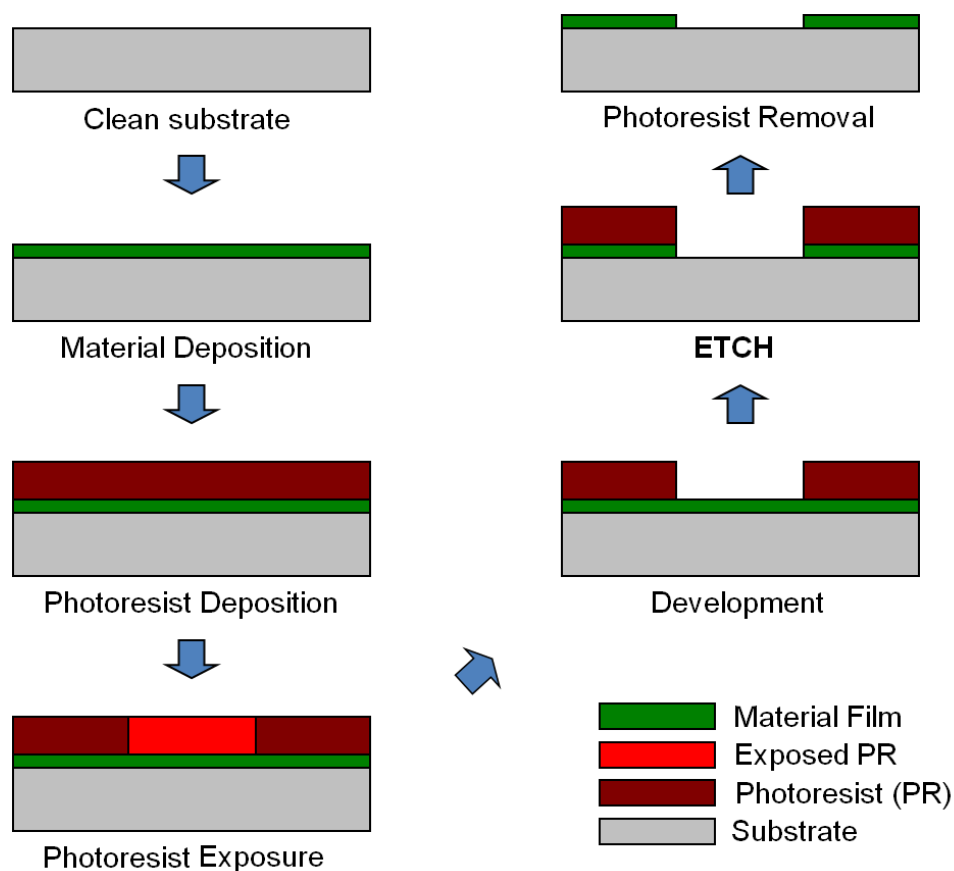 Clean substrate
Material Deposition
Photoresist Deposition
Photoresist Exposure
Development
ETCH
Photoresist Removal
Material Film
Exposed PR
Photoresist (PR)
Substrate